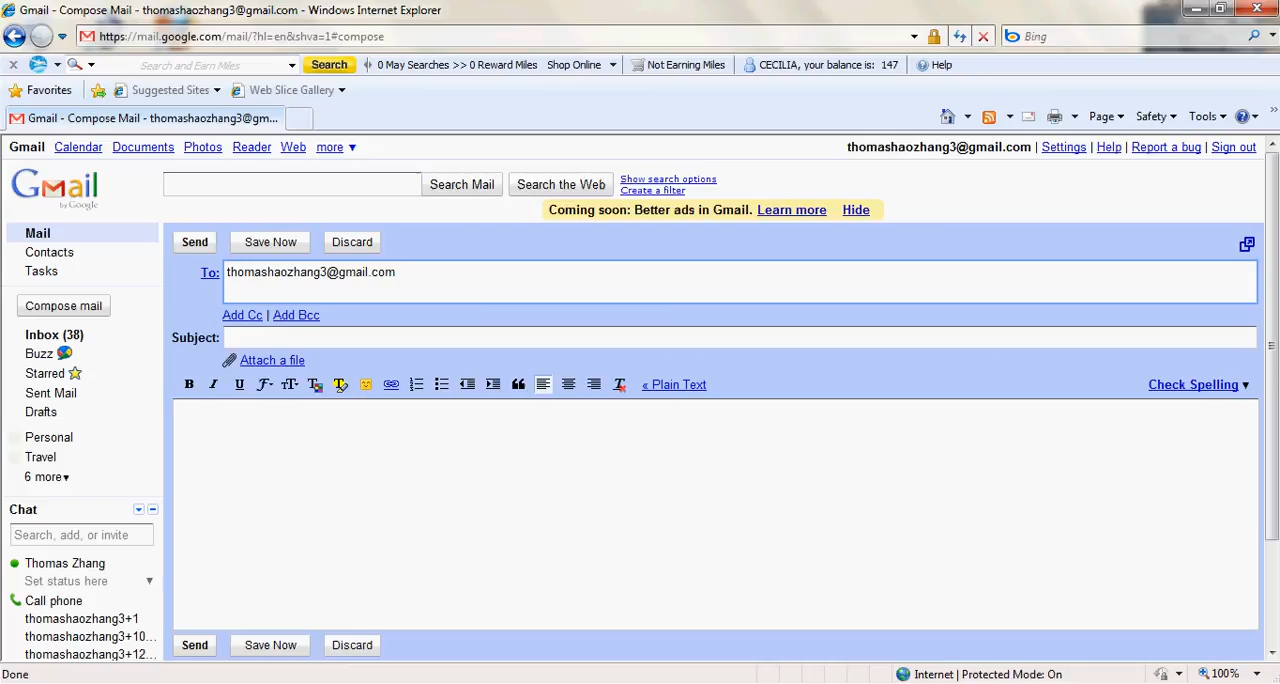 Gmail - Compose Mail - thomashaozhang3@gmail.com - Windows Internet Explorer
https://mail.google.com/mail/?hl=en&shva=1#compose
Bing
Search and Earn Miles
Search
0 May Searches >> 0 Reward Miles
Shop Online
Not Earning Miles
CECILIA, your balance is: 147
Help
Favorites
Suggested Sites
Web Slice Gallery
Gmail - Compose Mail - thomashaozhang3@gm...
Page
Safety
Tools
Gmail Calendar Documents Photos Reader Web more
thomashaozhang3@gmail.com | Settings | Help | Report a bug | Sign out
Gmail
by Google
Search Mail
Search the Web
Show search options
Create a filter
Coming soon: Better ads in Gmail. Learn more Hide
Mail
Contacts
Tasks
Compose mail
Inbox (38)
Buzz
Starred
Sent Mail
Drafts
Personal
Travel
6 more
Chat
Search, add, or invite
Thomas Zhang
Set status here
Call phone
thomashaozhang3+1
thomashaozhang3+10...
thomashaozhang3+12...
Send
Save Now
Discard
To: thomashaozhang3@gmail.com
Add Cc | Add Bcc
Subject:
Attach a file
B I U
« Plain Text
Check Spelling
Send
Save Now
Discard
Done
Internet | Protected Mode: On
100%